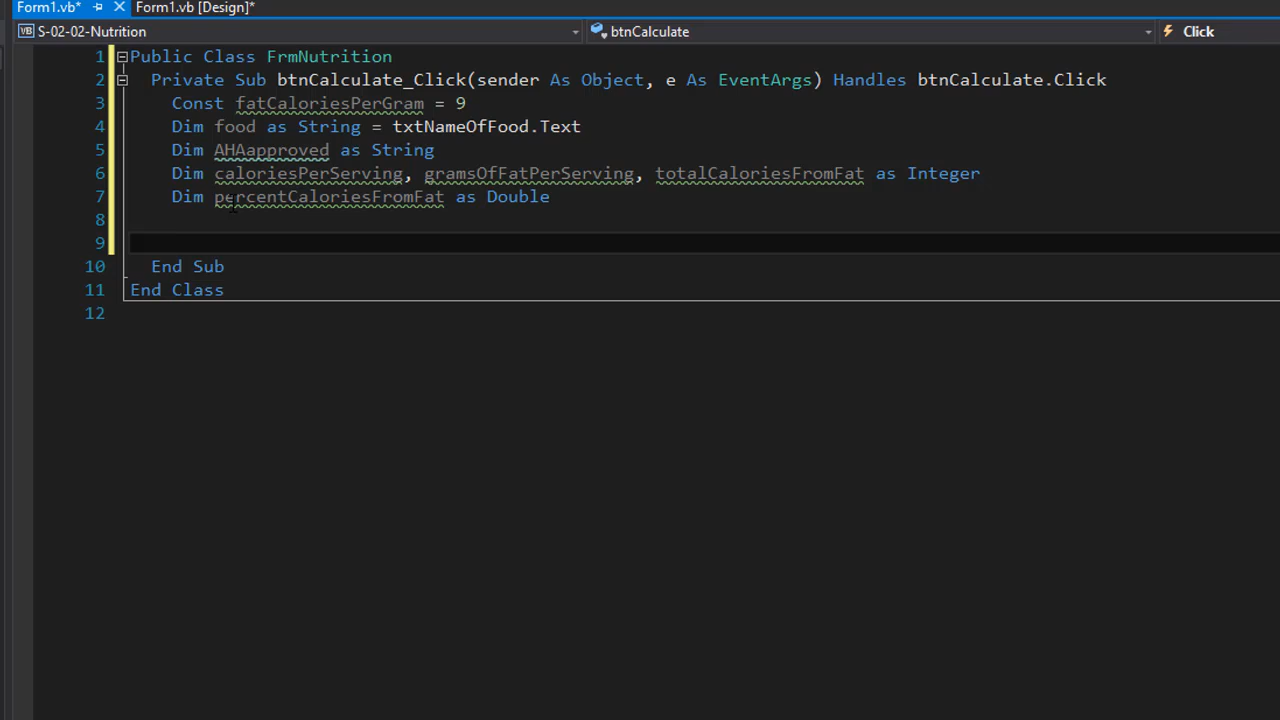 Form1.vb* Form1.vb [Design]*
VB S-02-02-Nutrition btnCalculate Click
1 Public Class FrmNutrition
2 Private Sub btnCalculate_Click(sender As Object, e As EventArgs) Handles btnCalculate.Click
3 Const fatCaloriesPerGram = 9
4 Dim food as String = txtNameOfFood.Text
5 Dim AHAapproved as String
6 Dim caloriesPerServing, gramsOfFatPerServing, totalCaloriesFromFat as Integer
7 Dim percentCaloriesFromFat as Double
8
9
10 End Sub
11 End Class
12